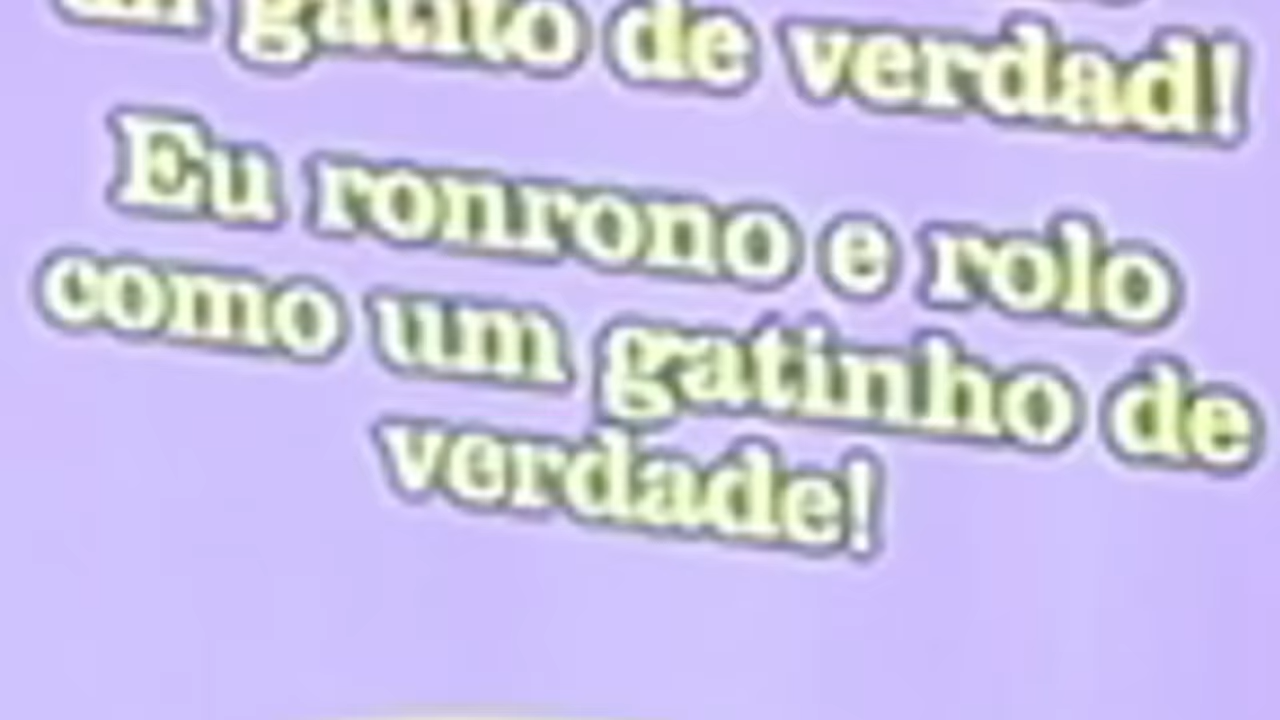 gatito de verdad!
Eu ronrono e rolo
como um gatinho de
verdade!